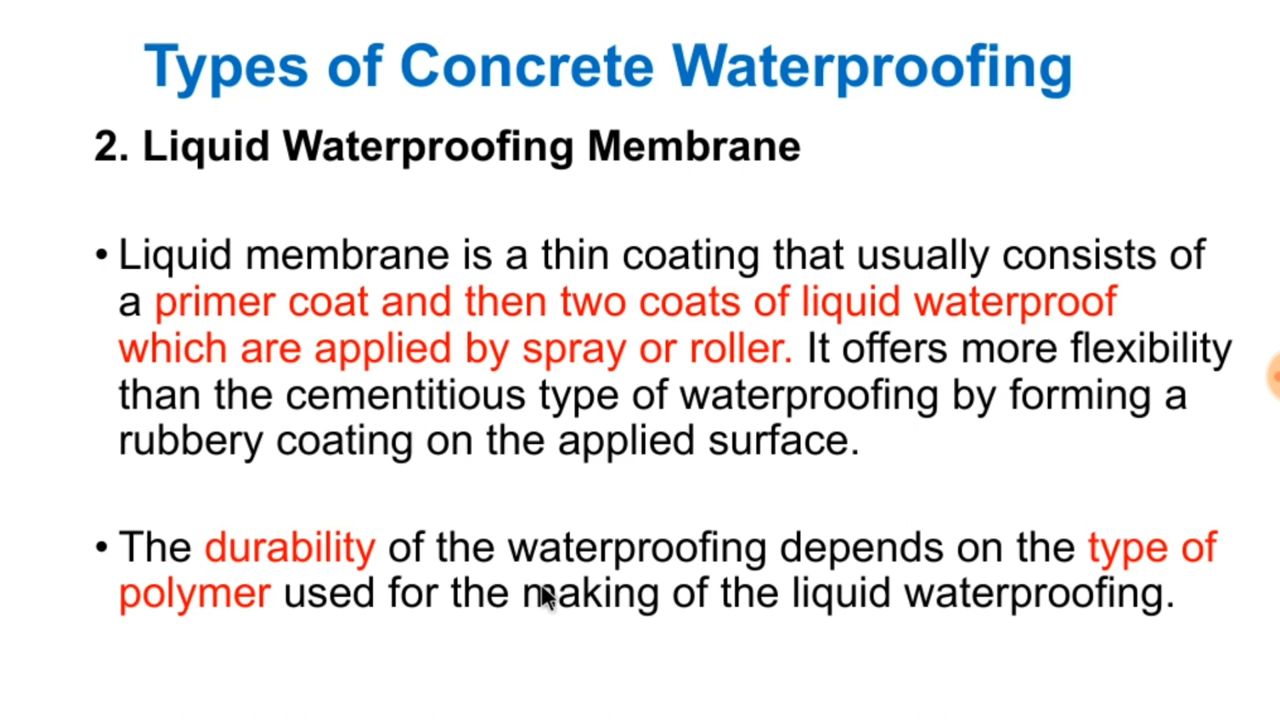 Types of Concrete Waterproofing
2. Liquid Waterproofing Membrane
• Liquid membrane is a thin coating that usually consists of
a primer coat and then two coats of liquid waterproof
which are applied by spray or roller. It offers more flexibility
than the cementitious type of waterproofing by forming a
rubbery coating on the applied surface.
• The durability of the waterproofing depends on the type of
polymer used for the making of the liquid waterproofing.